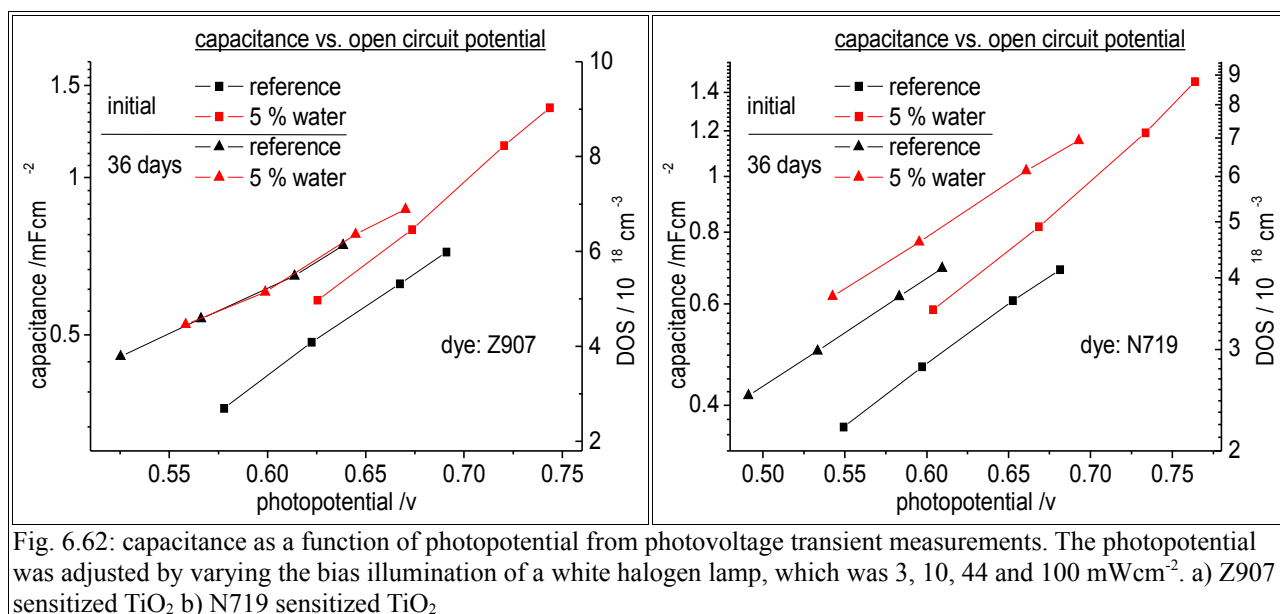 capacitance vs. open circuit potential
reference
5 % water
initial
reference
36 days
5 % water
dye: Z907
1.5
1
0.5
capacitance /mFcm⁻²
10
8
6
4
2
DOS / 10¹⁸ cm⁻³
0.55 0.60 0.65 0.70 0.75
photopotential /v
capacitance vs. open circuit potential
reference
5 % water
initial
reference
36 days
5 % water
dye: N719
1.4
1.2
1
0.8
0.6
0.4
capacitance /mFcm⁻²
9
8
7
6
5
4
3
2
DOS / 10¹⁸ cm⁻³
0.50 0.55 0.60 0.65 0.70 0.75
photopotential /v
Fig. 6.62: capacitance as a function of photopotential from photovoltage transient measurements. The photopotential
was adjusted by varying the bias illumination of a white halogen lamp, which was 3, 10, 44 and 100 mWcm⁻². a) Z907
sensitized TiO₂ b) N719 sensitized TiO₂